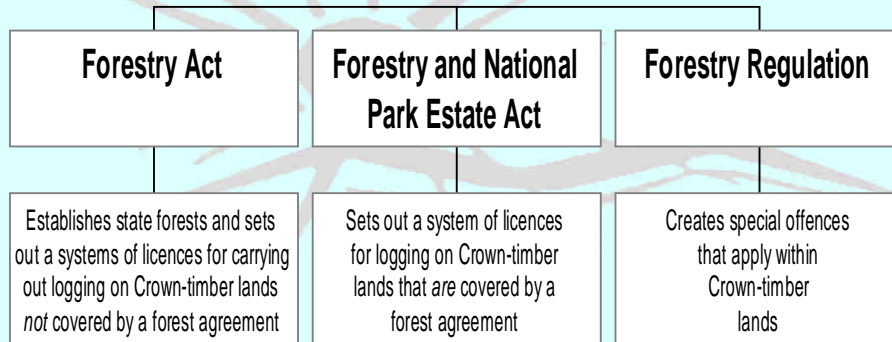 Forestry Act
Forestry and National
Park Estate Act
Forestry Regulation
Establishes state forests and sets
out a systems of licences for carrying
out logging on Crown-timber lands
not covered by a forest agreement
Sets out a system of licences
for logging on Crown-timber
lands that are covered by a
forest agreement
Creates special offences
that apply within
Crown-timber
lands